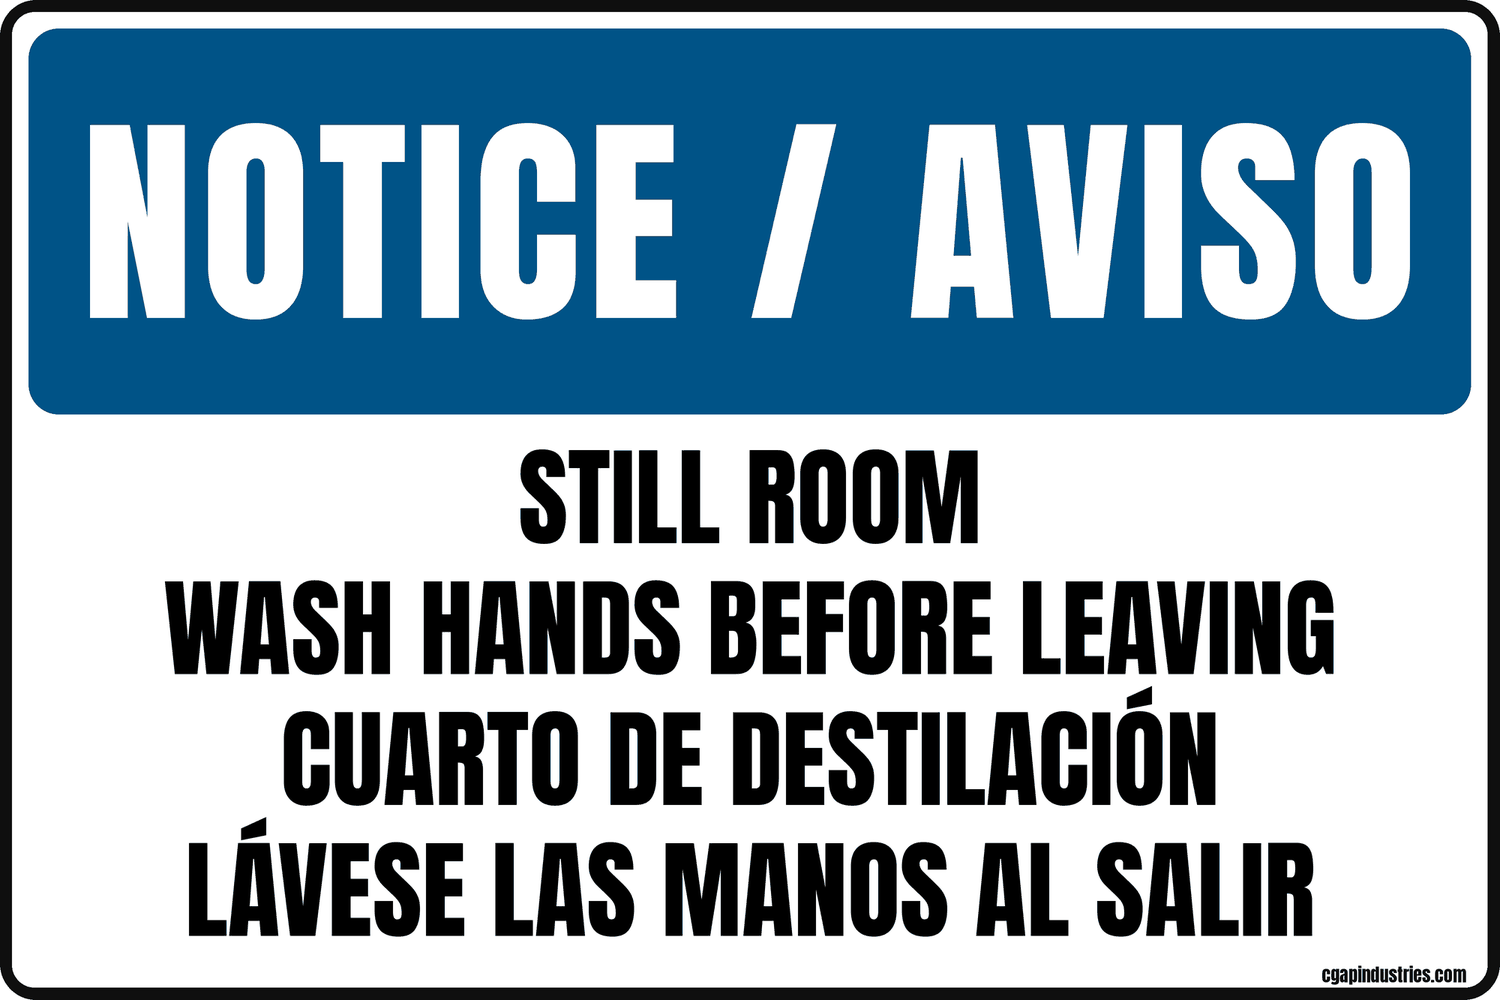 NOTICE / AVISO
STILL ROOM
WASH HANDS BEFORE LEAVING
CUARTO DE DESTILACIÓN
LÁVESE LAS MANOS AL SALIR
cgapindustries.com